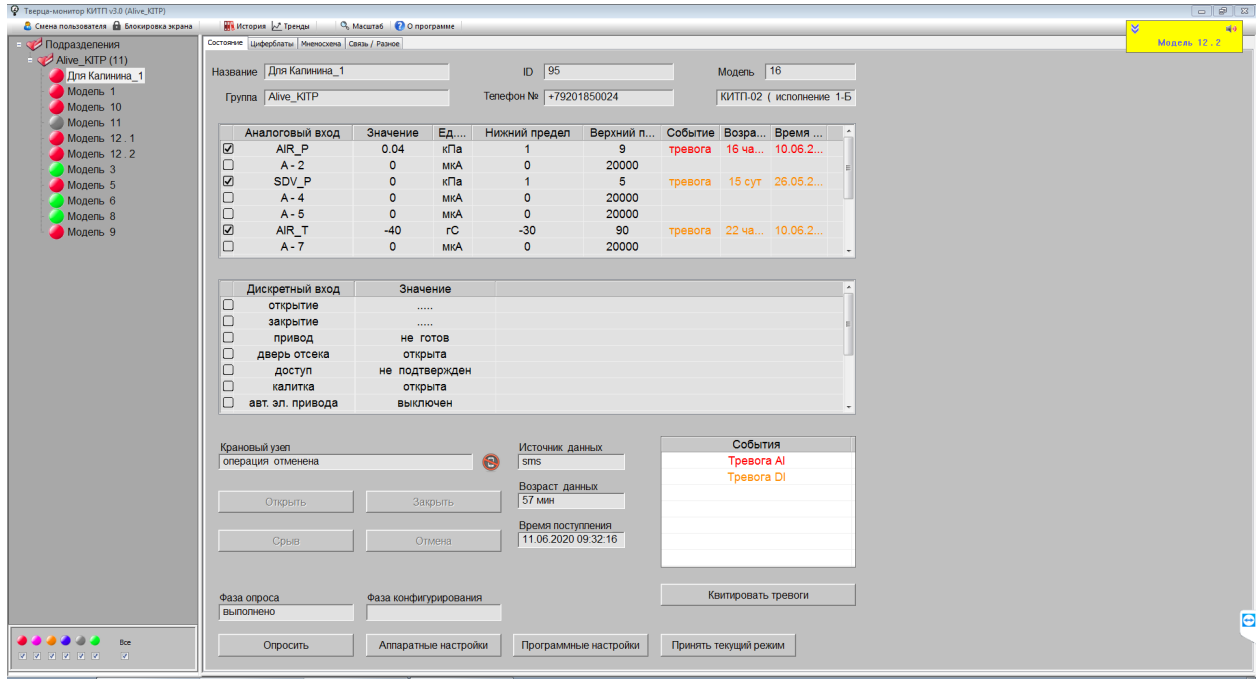 Тверца-монитор КИТП v3.0 (Alive_KITP)
Смена пользователя Блокировка экрана История Тренды Масштаб О программе
Модель 12.2
Подразделения
Alive_KITP (11)
Для Калинина_1
Модель 1
Модель 10
Модель 11
Модель 12.1
Модель 12.2
Модель 3
Модель 5
Модель 6
Модель 8
Модель 9
Все
Состояние Циферблаты Мнемосхема Связь / Разное
Название Для Калинина_1 ID 95 Модель 16
Группа Alive_KITP Телефон № +79201850024 КИТП-02 ( исполнение 1-Б
Аналоговый вход Значение Ед.... Нижний предел Верхний п... Событие Возра... Время ...
AIR_P 0.04 кПа 1 9 тревога 16 ча... 10.06.2...
A - 2 0 мкА 0 20000
SDV_P 0 кПа 1 5 тревога 15 сут 26.05.2...
A - 4 0 мкА 0 20000
A - 5 0 мкА 0 20000
AIR_T -40 гС -30 90 тревога 22 ча... 10.06.2...
A - 7 0 мкА 0 20000
Дискретный вход Значение
открытие .....
закрытие .....
привод не готов
дверь отсека открыта
доступ не подтвержден
калитка открыта
авт. эл. привода выключен
Крановый узел
операция отменена
Открыть Закрыть
Срыв Отмена
Источник данных
sms
Возраст данных
57 мин
Время поступления
11.06.2020 09:32:16
События
Тревога AI
Тревога DI
Квитировать тревоги
Фаза опроса Фаза конфигурирования
выполнено
Опросить Аппаратные настройки Программные настройки Принять текущий режим